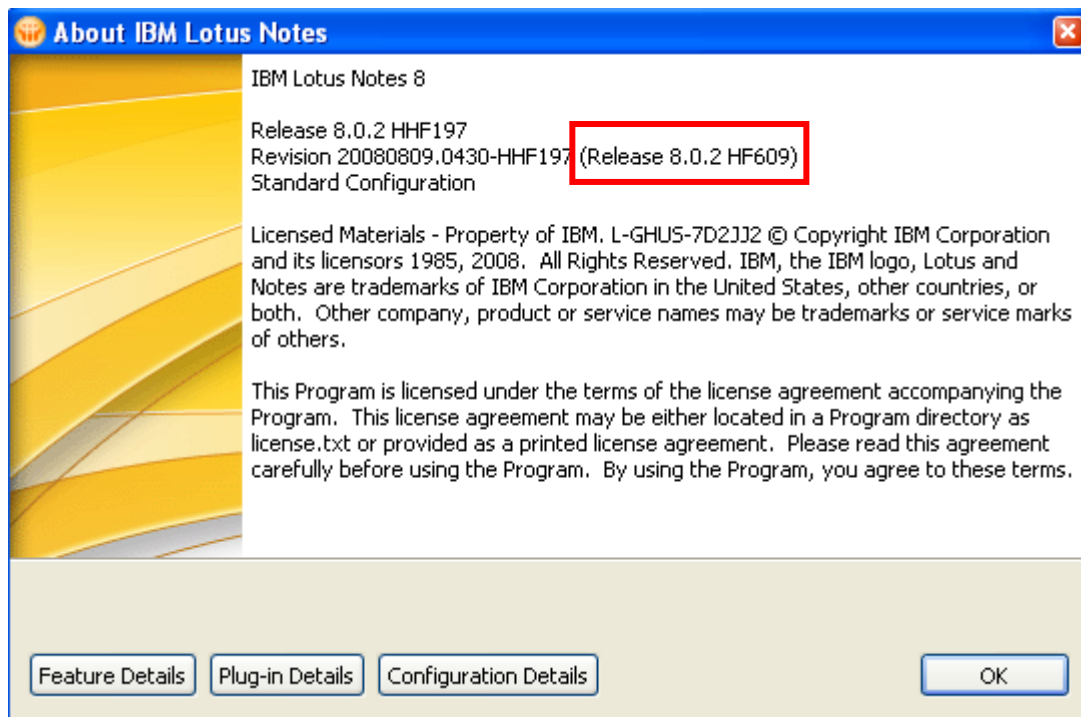 About IBM Lotus Notes
IBM Lotus Notes 8
Release 8.0.2 HHF197
Revision 20080809.0430-HHF197 (Release 8.0.2 HF609)
Standard Configuration
Licensed Materials - Property of IBM. L-GHUS-7D2JJ2 © Copyright IBM Corporation
and its licensors 1985, 2008.  All Rights Reserved. IBM, the IBM logo, Lotus and
Notes are trademarks of IBM Corporation in the United States, other countries, or
both.  Other company, product or service names may be trademarks or service marks
of others.
This Program is licensed under the terms of the license agreement accompanying the
Program.  This license agreement may be either located in a Program directory as
license.txt or provided as a printed license agreement.  Please read this agreement
carefully before using the Program.  By using the Program, you agree to these terms.
Feature Details
Plug-in Details
Configuration Details
OK